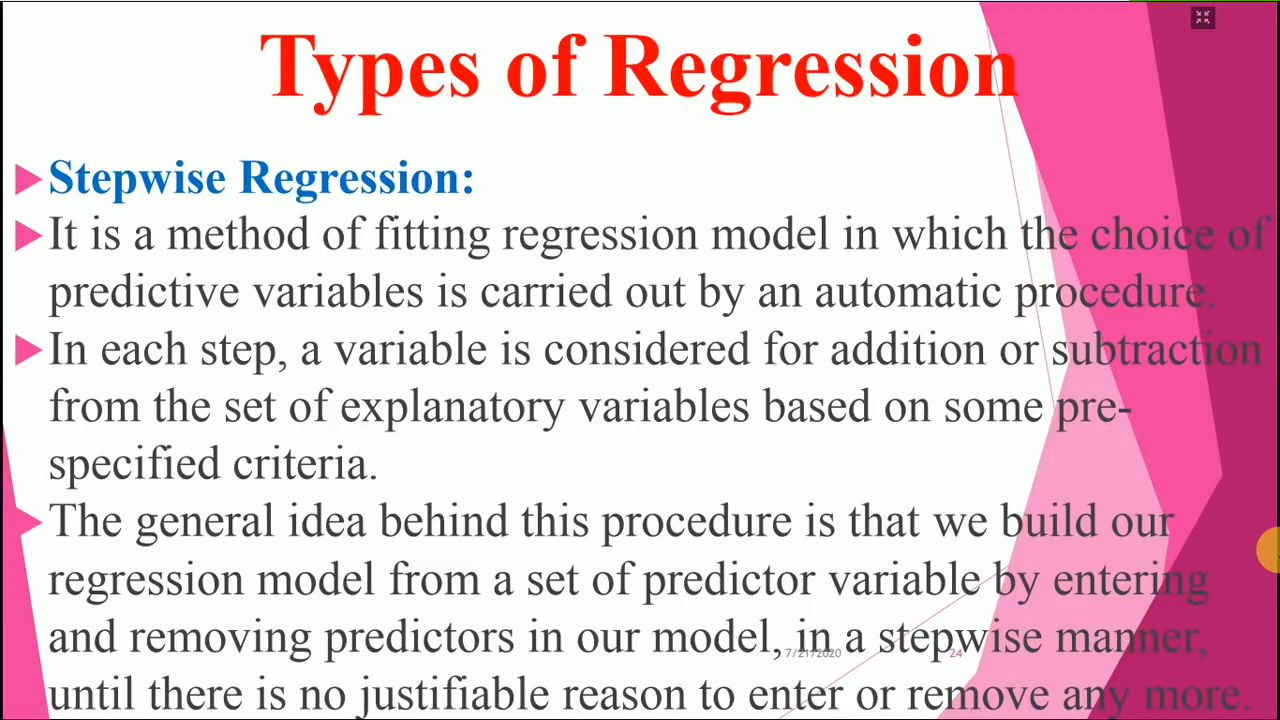 Types of Regression
Stepwise Regression:
It is a method of fitting regression model in which the choice of
predictive variables is carried out by an automatic procedure.
In each step, a variable is considered for addition or subtraction
from the set of explanatory variables based on some pre-
specified criteria.
The general idea behind this procedure is that we build our
regression model from a set of predictor variable by entering
and removing predictors in our model, in a stepwise manner,
7/21/2020 24
until there is no justifiable reason to enter or remove any more.